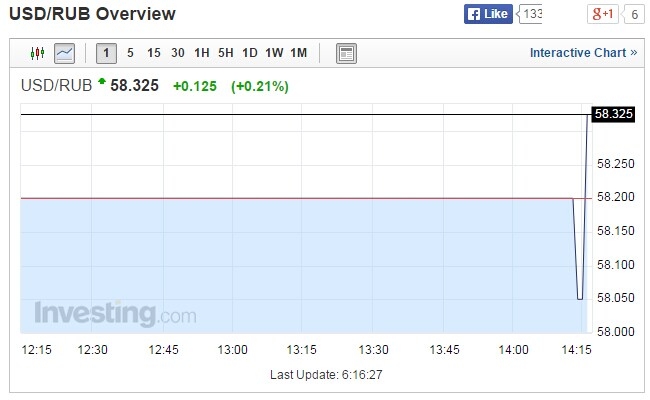 USD/RUB Overview
Like 133
g+1 6
1 5 15 30 1H 5H 1D 1W 1M
Interactive Chart »
USD/RUB 58.325 +0.125 (+0.21%)
58.325
58.250
58.200
58.150
58.100
58.050
58.000
Investing.com
12:15 12:30 12:45 13:00 13:15 13:30 13:45 14:00 14:15
Last Update: 6:16:27